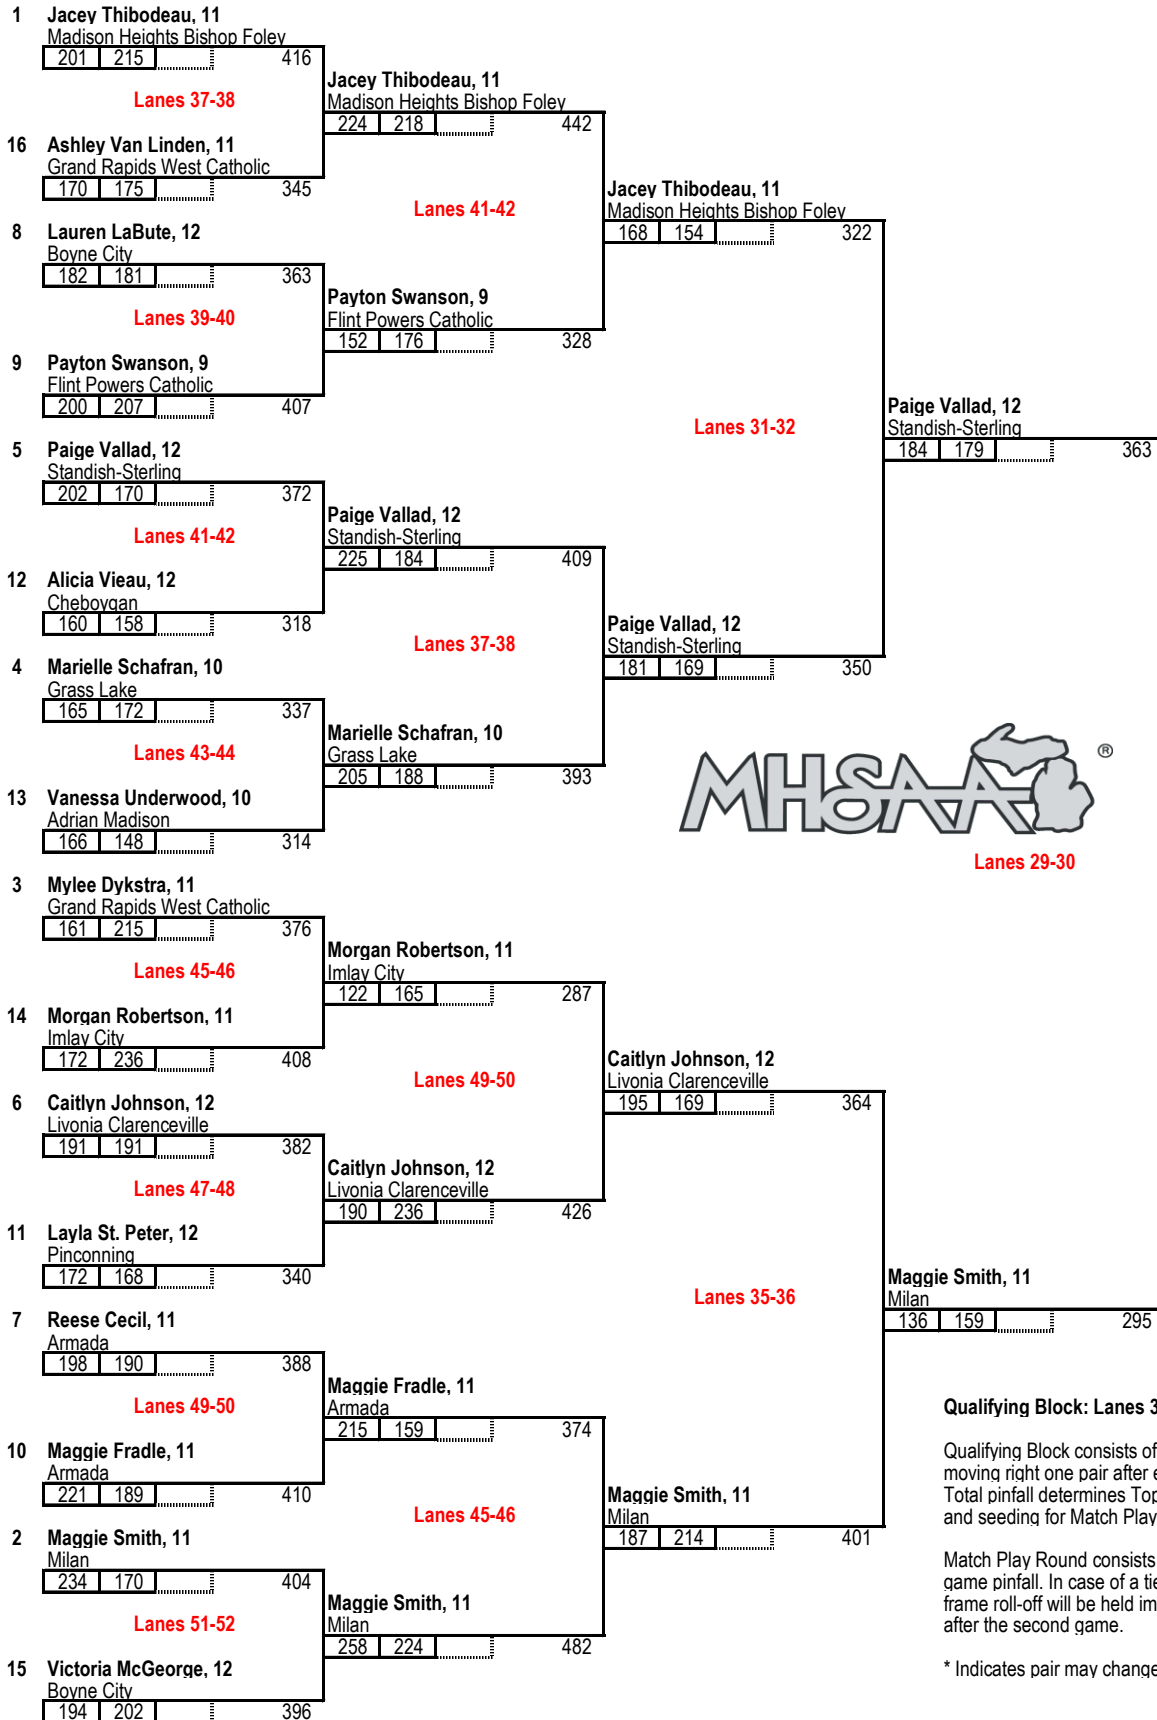 1 Jacey Thibodeau, 11
Madison Heights Bishop Foley
201 215 416
Lanes 37-38
16 Ashley Van Linden, 11
Grand Rapids West Catholic
170 175 345
8 Lauren LaBute, 12
Boyne City
182 181 363
Lanes 39-40
9 Payton Swanson, 9
Flint Powers Catholic
200 207 407
5 Paige Vallad, 12
Standish-Sterling
202 170 372
Lanes 41-42
12 Alicia Vieau, 12
Cheboygan
160 158 318
4 Marielle Schafran, 10
Grass Lake
165 172 337
Lanes 43-44
13 Vanessa Underwood, 10
Adrian Madison
166 148 314
3 Mylee Dykstra, 11
Grand Rapids West Catholic
161 215 376
Lanes 45-46
14 Morgan Robertson, 11
Imlay City
172 236 408
6 Caitlyn Johnson, 12
Livonia Clarenceville
191 191 382
Lanes 47-48
11 Layla St. Peter, 12
Pinconning
172 168 340
7 Reese Cecil, 11
Armada
198 190 388
Lanes 49-50
10 Maggie Fradle, 11
Armada
221 189 410
2 Maggie Smith, 11
Milan
234 170 404
Lanes 51-52
15 Victoria McGeorge, 12
Boyne City
194 202 396
Jacey Thibodeau, 11
Madison Heights Bishop Foley
224 218 442
Lanes 41-42
Payton Swanson, 9
Flint Powers Catholic
152 176 328
Paige Vallad, 12
Standish-Sterling
225 184 409
Lanes 37-38
Marielle Schafran, 10
Grass Lake
205 188 393
Morgan Robertson, 11
Imlay City
122 165 287
Lanes 49-50
Caitlyn Johnson, 12
Livonia Clarenceville
190 236 426
Maggie Fradle, 11
Armada
215 159 374
Lanes 45-46
Maggie Smith, 11
Milan
258 224 482
Jacey Thibodeau, 11
Madison Heights Bishop Foley
168 154 322
Lanes 31-32
Paige Vallad, 12
Standish-Sterling
181 169 350
Caitlyn Johnson, 12
Livonia Clarenceville
195 169 364
Lanes 35-36
Maggie Smith, 11
Milan
187 214 401
Paige Vallad, 12
Standish-Sterling
184 179 363
MHSAA ®
Lanes 29-30
Maggie Smith, 11
Milan
136 159 295
Qualifying Block: Lanes 3
Qualifying Block consists of
moving right one pair after e
Total pinfall determines Top
and seeding for Match Play
Match Play Round consists
game pinfall. In case of a tie
frame roll-off will be held im
after the second game.
* Indicates pair may change